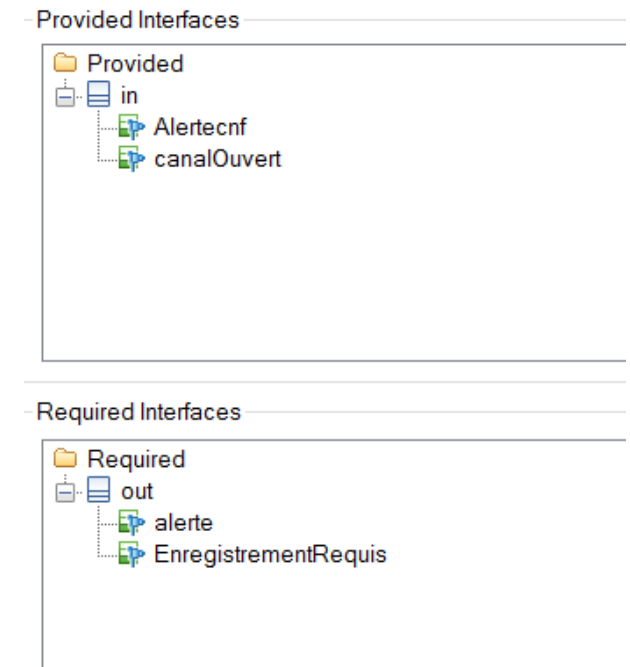 Provided Interfaces
Provided
in
Alertecnf
canalOuvert
Required Interfaces
Required
out
alerte
EnregistrementRequis